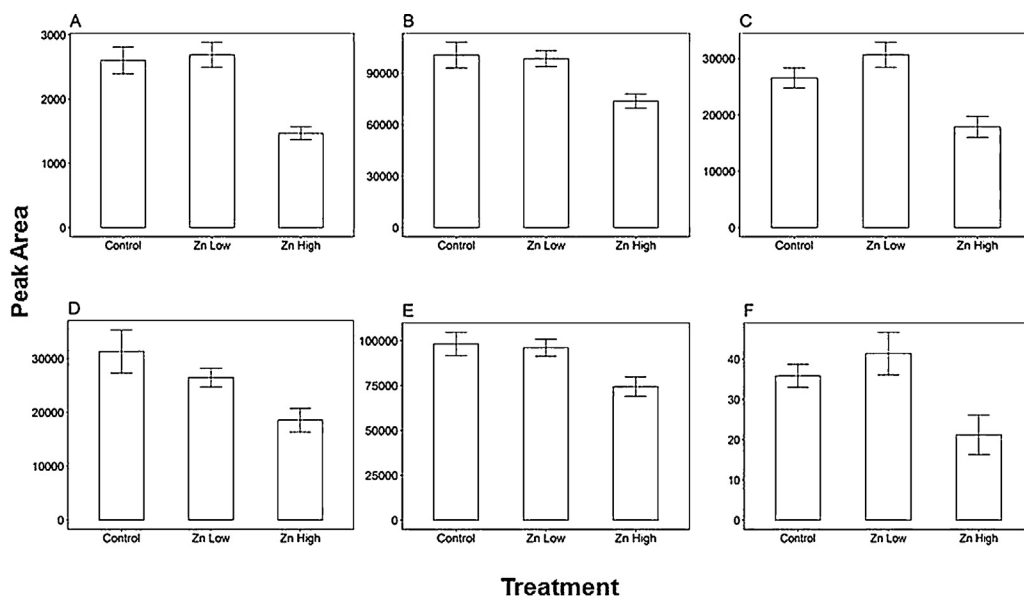 A
3000
2000
1000
0
Control Zn Low Zn High
B
90000
60000
30000
0
Control Zn Low Zn High
C
30000
20000
10000
0
Control Zn Low Zn High
Peak Area
D
30000
20000
10000
0
Control Zn Low Zn High
E
100000
75000
50000
25000
0
Control Zn Low Zn High
F
40
30
20
10
0
Control Zn Low Zn High
Treatment